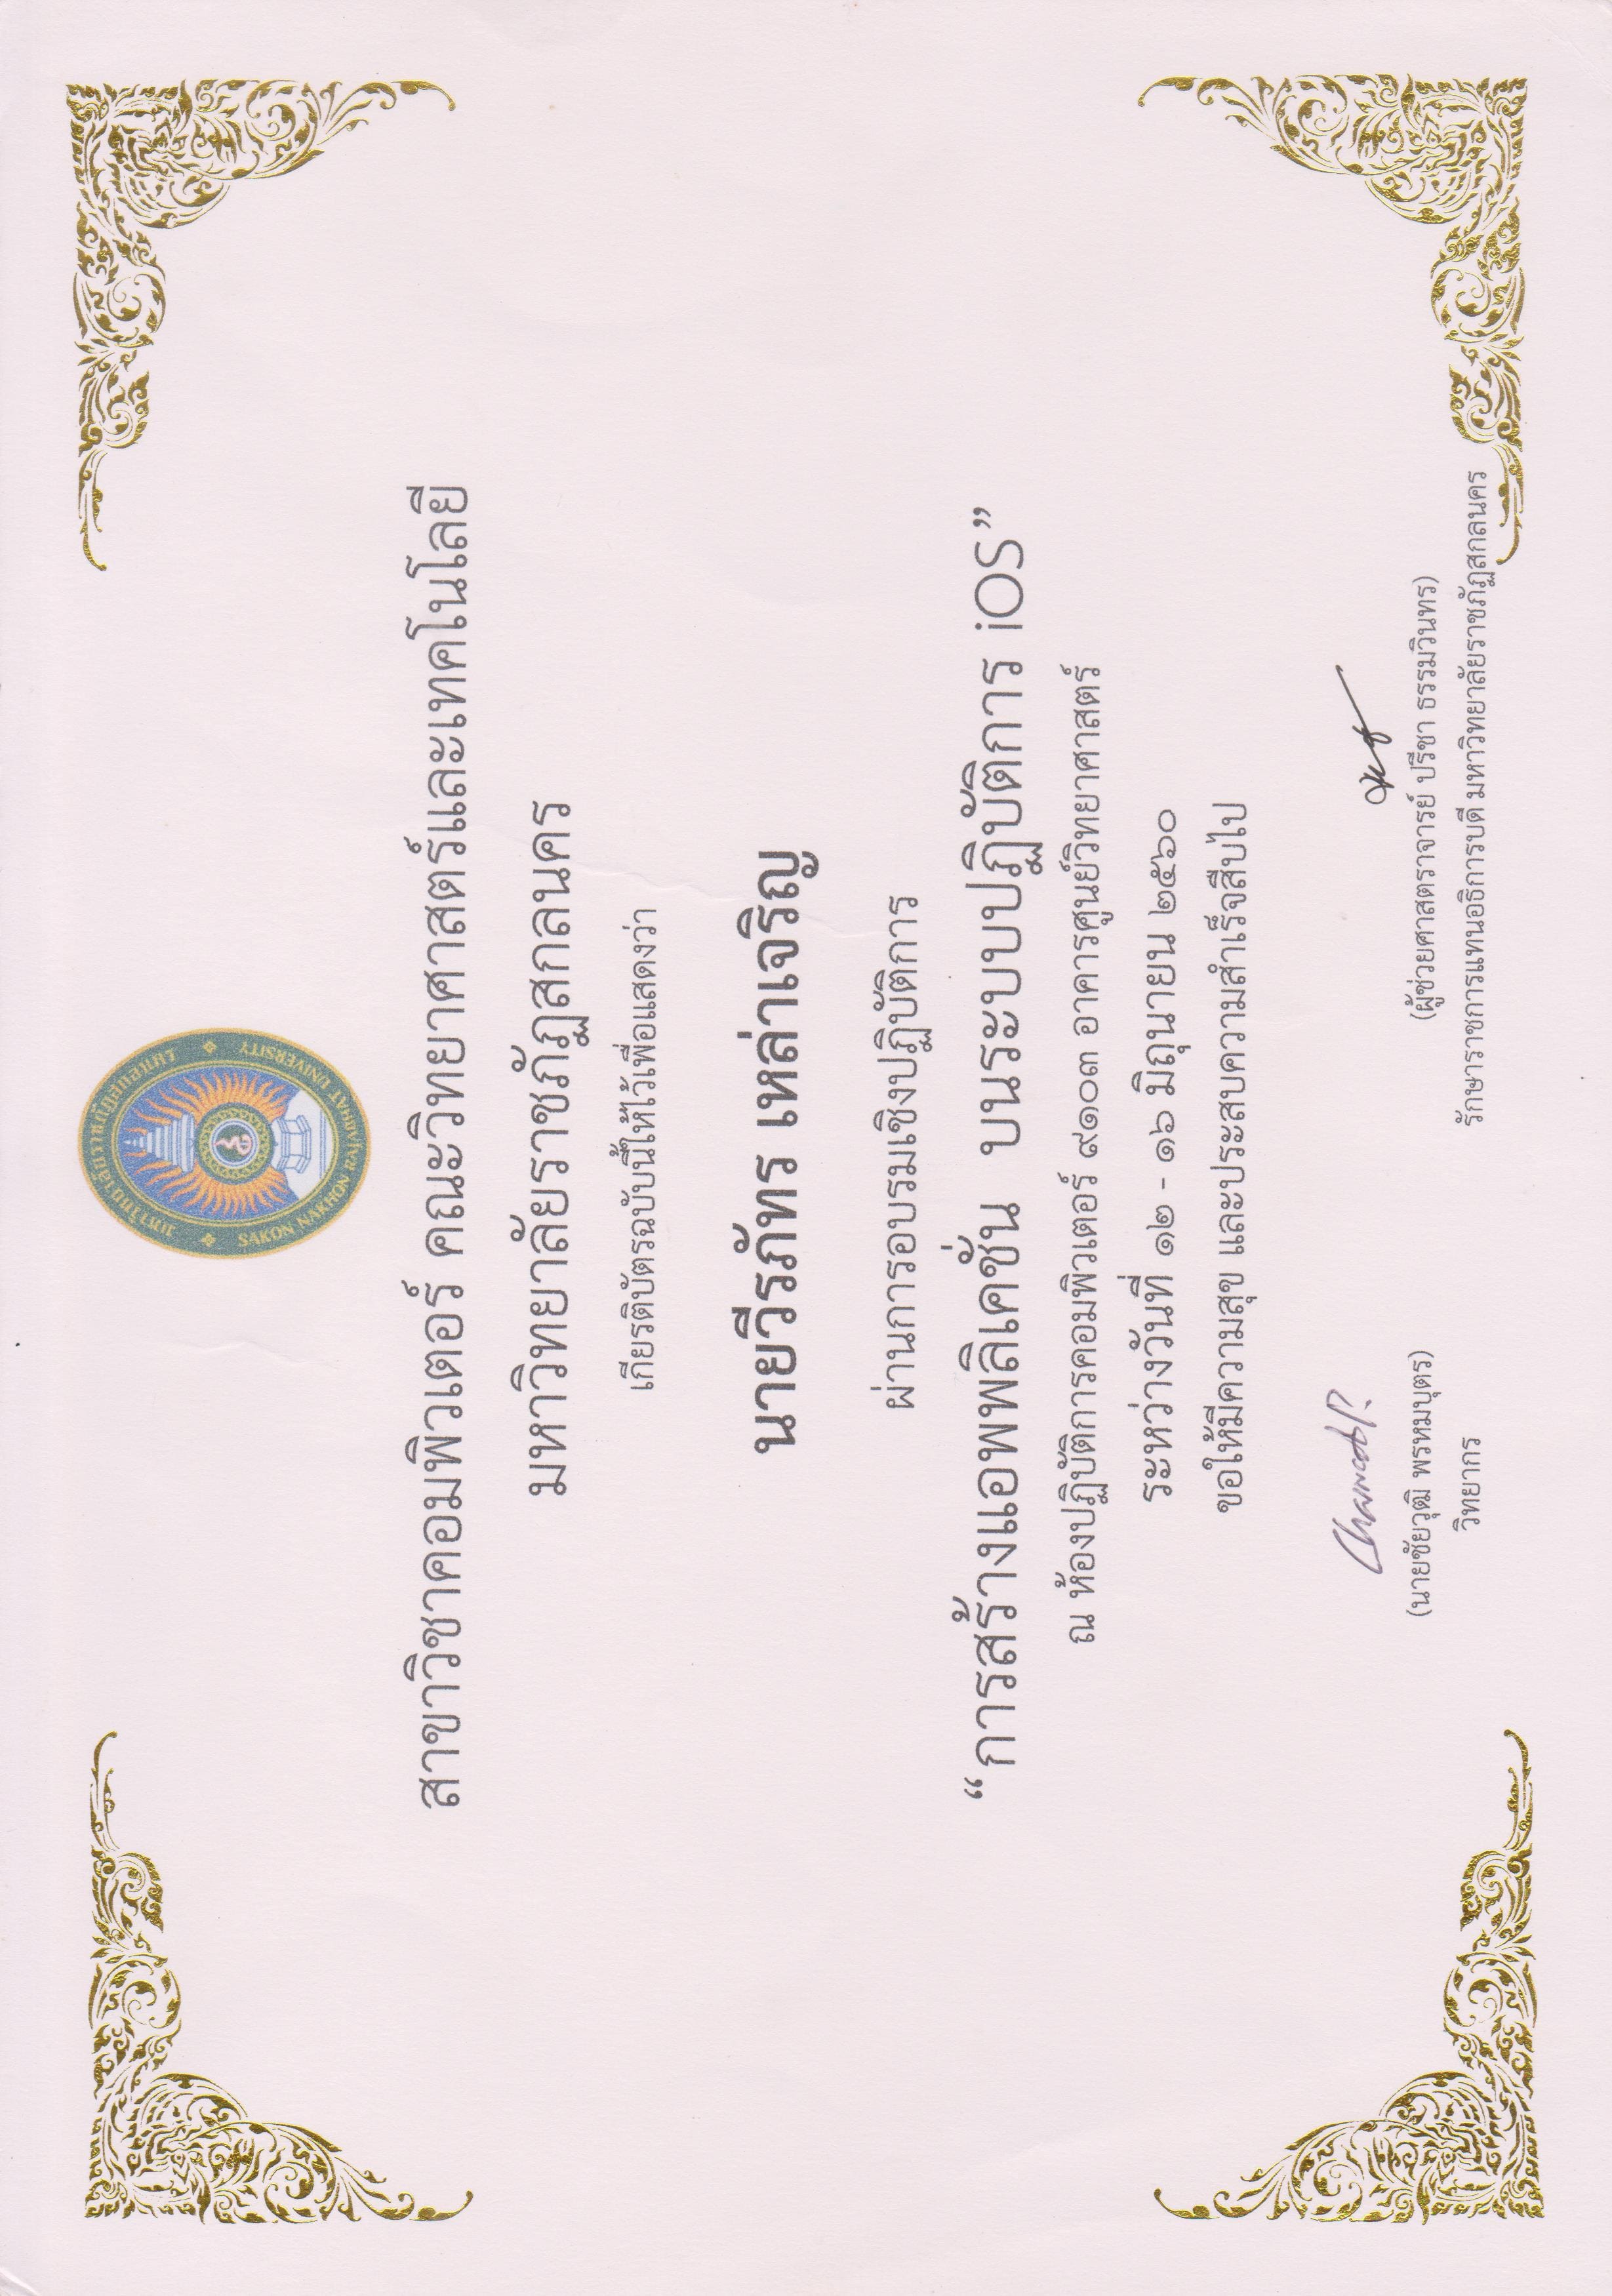 มหาวิทยาลัยราชภัฏสกลนคร
SAKON NAKHON RAJABHAT UNIVERSITY
สาขาวิชาคอมพิวเตอร์ คณะวิทยาศาสตร์และเทคโนโลยี
มหาวิทยาลัยราชภัฏสกลนคร
เกียรติบัตรฉบับนี้ให้ไว้เพื่อแสดงว่า
นายวีรภัทร เหล่าเจริญ
ผ่านการอบรมเชิงปฏิบัติการ
“การสร้างแอพพลิเคชั่น บนระบบปฏิบัติการ iOS”
ณ ห้องปฏิบัติการคอมพิวเตอร์ ๙๑๐๓ อาคารศูนย์วิทยาศาสตร์
ระหว่างวันที่ ๑๒ - ๑๖ มิถุนายน ๒๕๖๐
ขอให้มีความสุข และประสบความสำเร็จสืบไป
(นายชัยวุฒิ พรหมบุตร)
วิทยากร
(ผู้ช่วยศาสตราจารย์ ปรีชา ธรรมวินทร)
รักษาราชการแทนอธิการบดี มหาวิทยาลัยราชภัฏสกลนคร